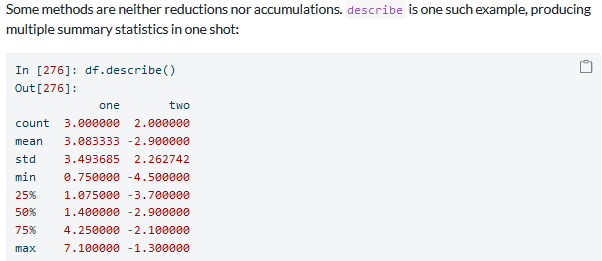 Some methods are neither reductions nor accumulations. describe is one such example, producing
multiple summary statistics in one shot:
In [276]: df.describe()
Out[276]:
            one       two
count  3.000000  2.000000
mean   3.083333 -2.900000
std    3.493685  2.262742
min    0.750000 -4.500000
25%    1.075000 -3.700000
50%    1.400000 -2.900000
75%    4.250000 -2.100000
max    7.100000 -1.300000